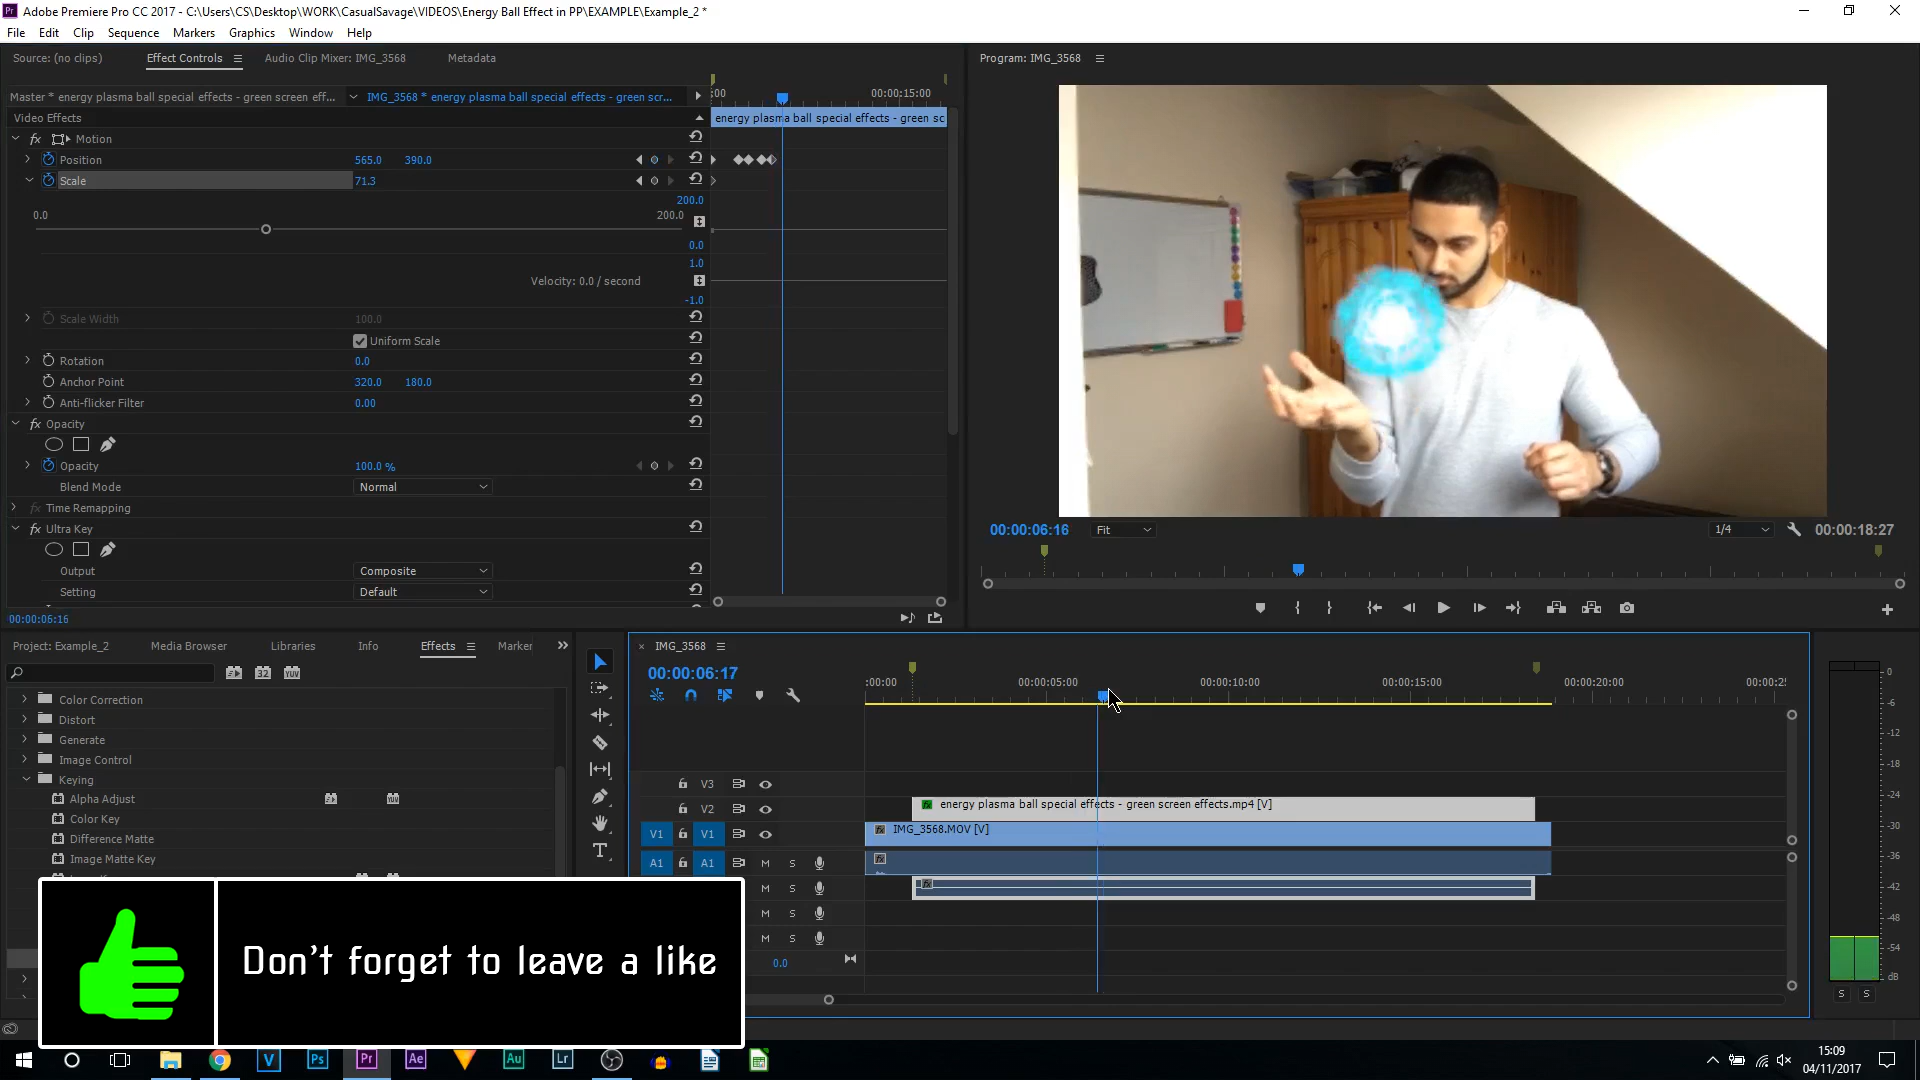 Adobe Premiere Pro CC 2017 - C:\Users\CS\Desktop\WORK\CasualSavage\VIDEOS\Energy Ball Effect in PP\EXAMPLE\Example_2 *
File Edit Clip Sequence Markers Graphics Window Help
Source: (no clips) Effect Controls Audio Clip Mixer: IMG_3568 Metadata
Program: IMG_3568
Master * energy plasma ball special effects - green screen eff... IMG_3568 * energy plasma ball special effects - green scr...
:00 00:00:15:00
Video Effects
energy plasma ball special effects - green sc
fx Motion
Position 565.0 390.0
Scale 71.3
200.0
0.0 200.0
0.0
1.0
Velocity: 0.0 / second
-1.0
Scale Width 100.0
Uniform Scale
Rotation 0.0
Anchor Point 320.0 180.0
Anti-flicker Filter 0.00
fx Opacity
Opacity 100.0 %
Blend Mode Normal
fx Time Remapping
fx Ultra Key
Output Composite
Setting Default
00:00:06:16
00:00:06:16 Fit 1/4 00:00:18:27
Project: Example_2 Media Browser Libraries Info Effects Marker
32 YUV
Color Correction
Distort
Generate
Image Control
Keying
Alpha Adjust
Color Key
Difference Matte
Image Matte Key
IMG_3568
00:00:06:17
:00:00 00:00:05:00 00:00:10:00 00:00:15:00 00:00:20:00 00:00:25
V3
V2 energy plasma ball special effects - green screen effects.mp4 [V]
V1 V1 IMG_3568.MOV [V]
A1 A1 M S
M S
M S
M S
0.0
0
-6
-12
-18
-24
-30
-36
-42
-48
-54
dB
S S
Don't forget to leave a like
V Ps Pr Ae Au Lr
15:09
04/11/2017